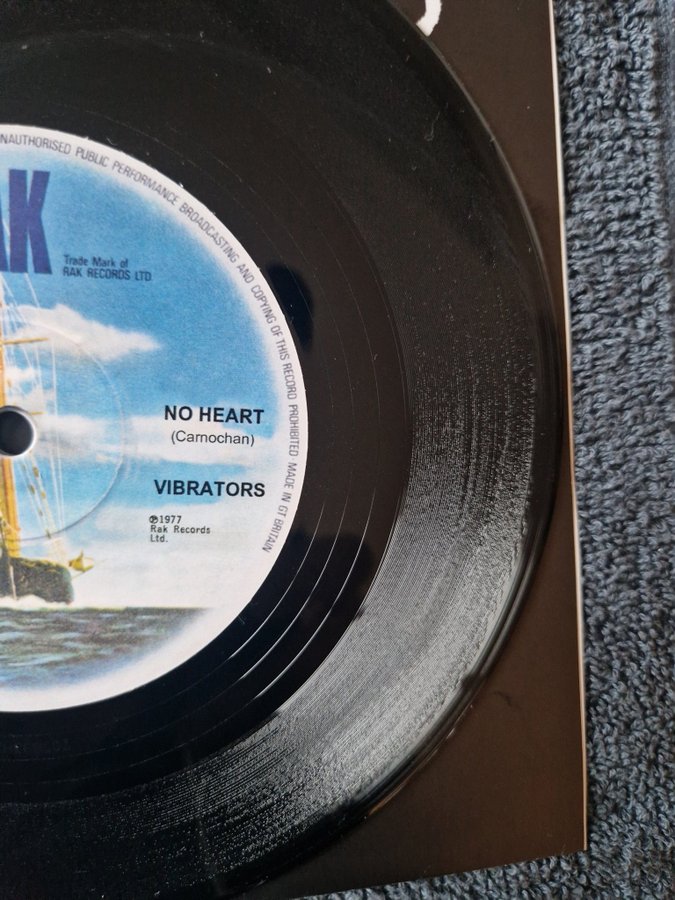 NAUTHORISED PUBLIC PERFORMANCE BROADCASTING AND COPYING OF THIS RECORD PROHIBITED MADE IN GT BRITAIN
AK
Trade Mark of
RAK RECORDS LTD
NO HEART
(Carnochan)
VIBRATORS
℗1977
Rak Records
Ltd.